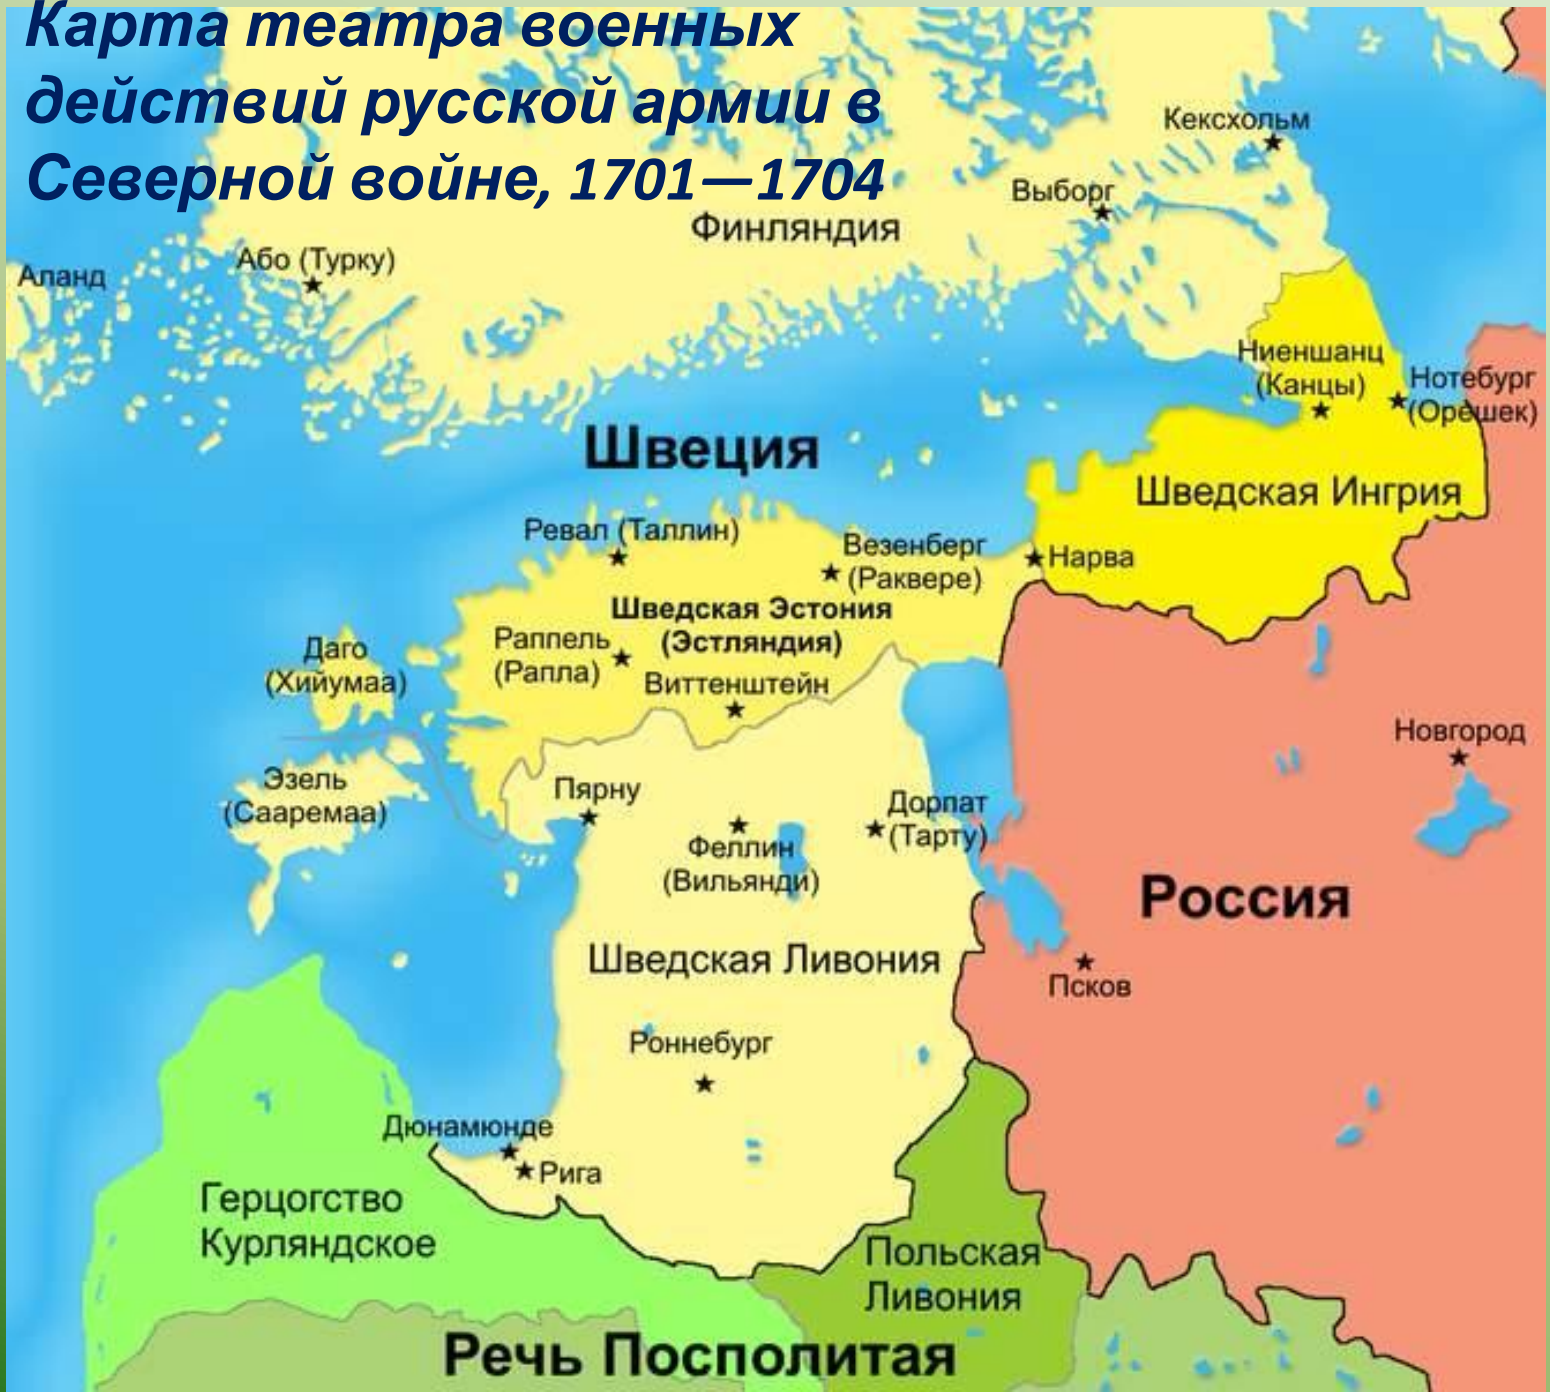 Карта театра военных
действий русской армии в
Северной войне, 1701—1704
Кексхольм
Выборг
Финляндия
Або (Турку)
Аланд
Ниеншанц
(Канцы)
Нотебург
(Орешек)
Швеция
Шведская Ингрия
Ревал (Таллин)
Везенберг
(Раквере)
Нарва
Шведская Эстония
(Эстляндия)
Раппель
(Рапла)
Виттенштейн
Даго
(Хийумаа)
Новгород
Эзель
(Сааремаа)
Пярну
Дорпат
(Тарту)
Феллин
(Вильянди)
Россия
Шведская Ливония
Псков
Роннебург
Дюнамюнде
Рига
Герцогство
Курляндское
Польская
Ливония
Речь Посполитая